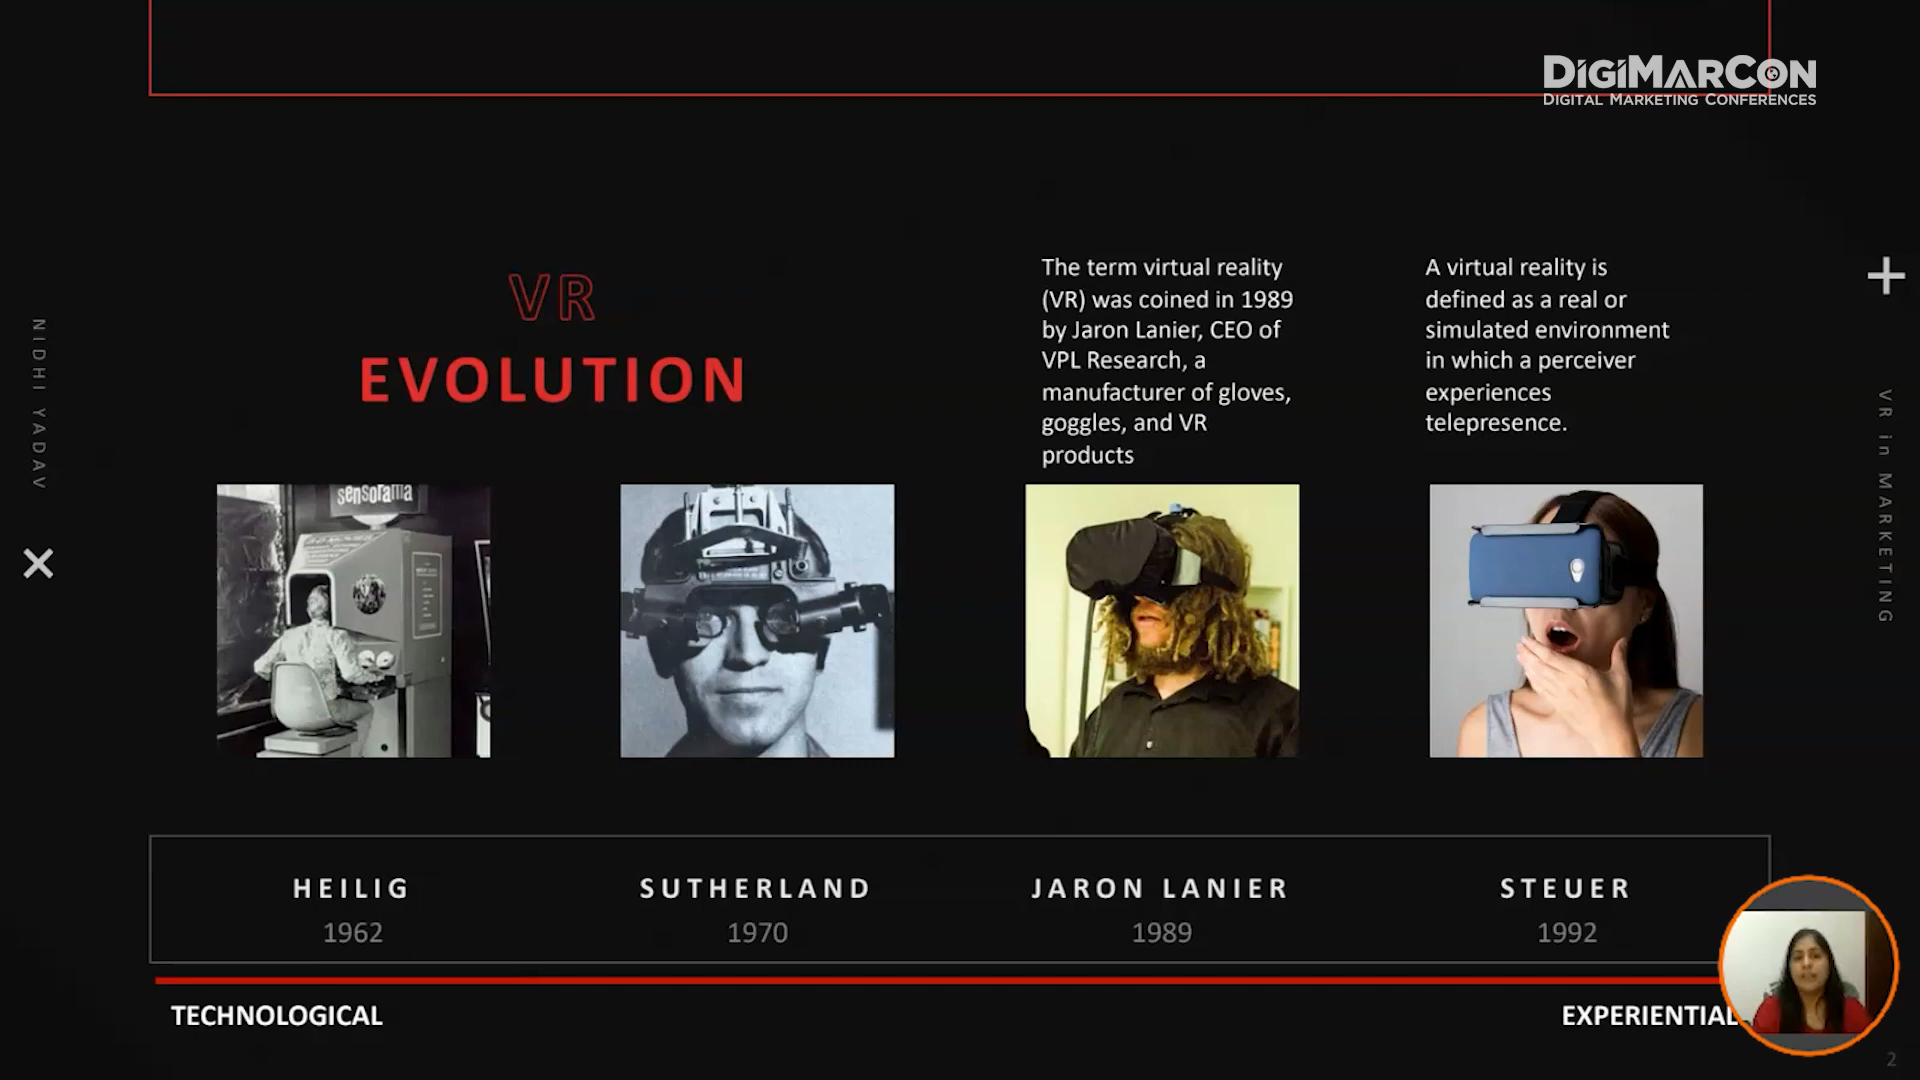 DIGIMARCON
DIGITAL MARKETING CONFERENCES
NIDHI YADAV
VR in MARKETING
VR
EVOLUTION
The term virtual reality
(VR) was coined in 1989
by Jaron Lanier, CEO of
VPL Research, a
manufacturer of gloves,
goggles, and VR
products
A virtual reality is
defined as a real or
simulated environment
in which a perceiver
experiences
telepresence.
sensorama
HEILIG
1962
SUTHERLAND
1970
JARON LANIER
1989
STEUER
1992
TECHNOLOGICAL
EXPERIENTIAL
2